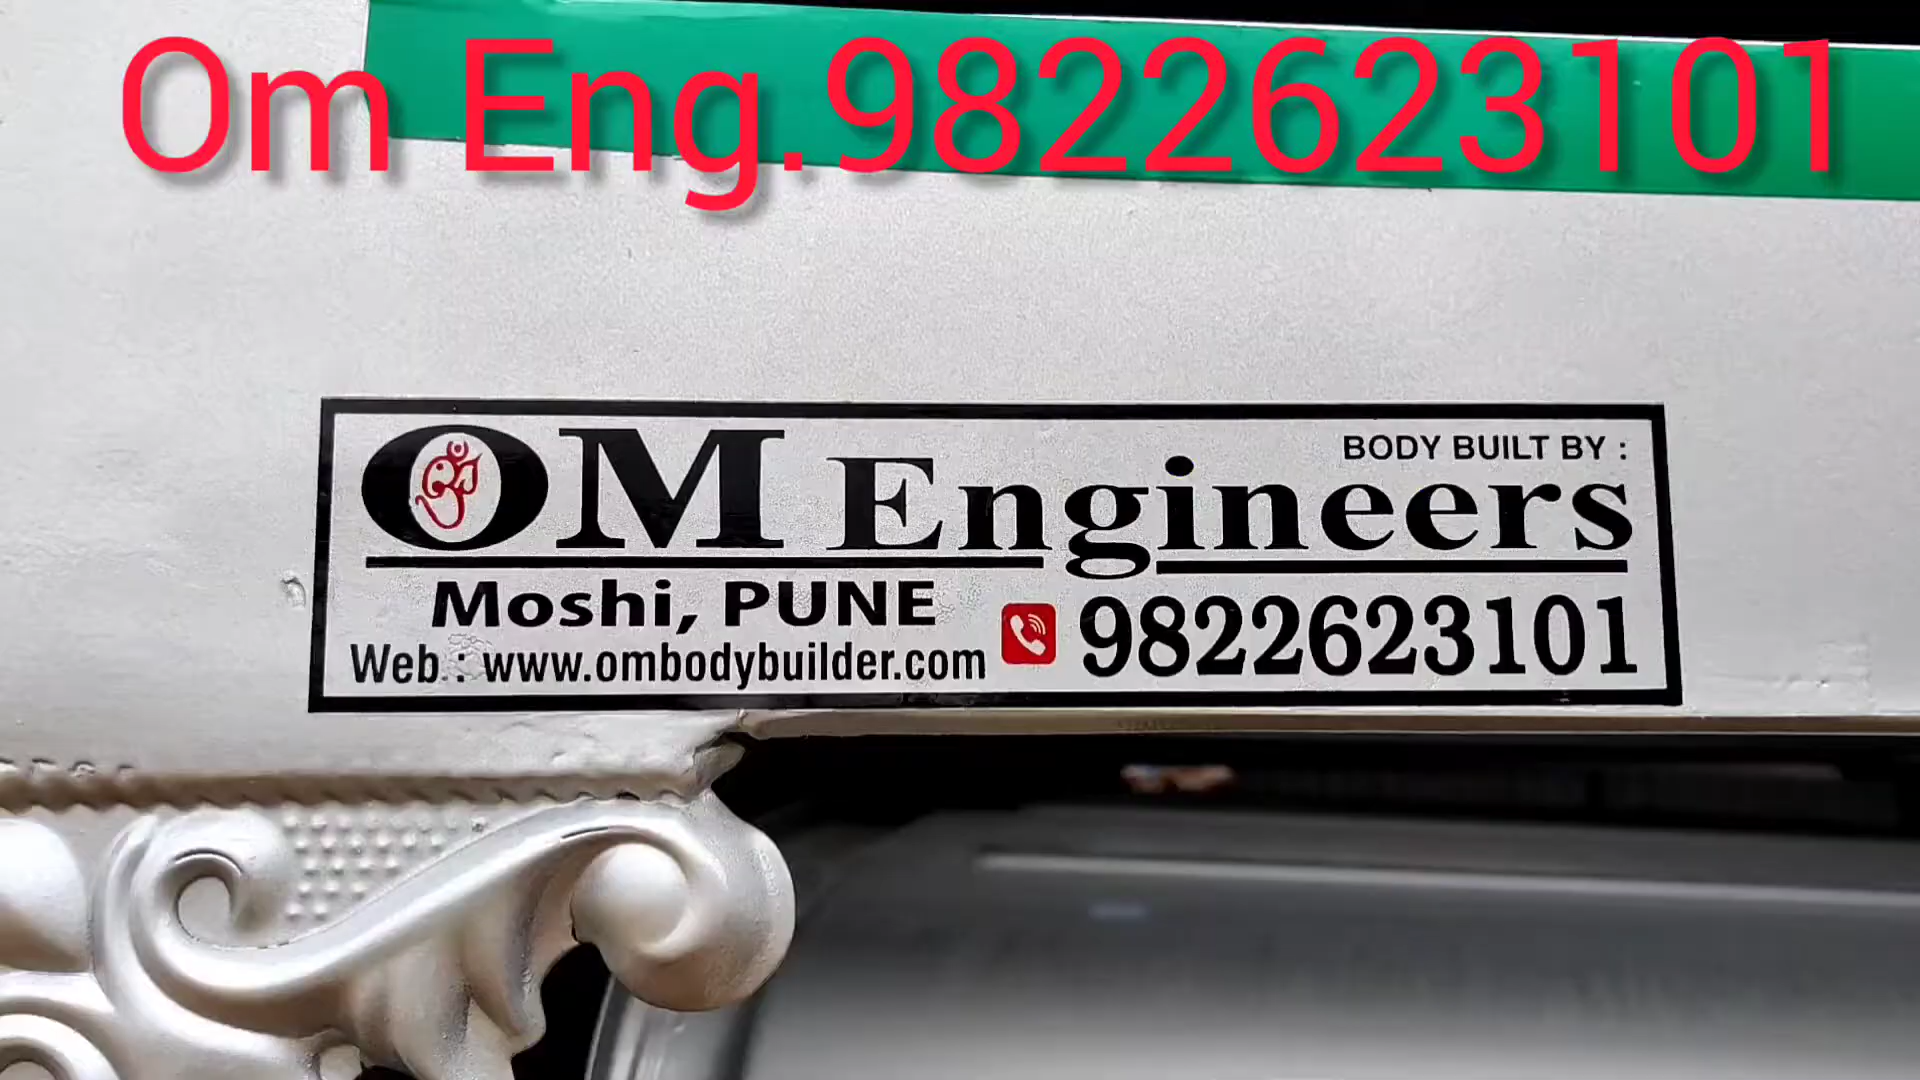 Om Eng.9822623101
BODY BUILT BY :
OM Engineers
Moshi, PUNE
Web.: www.ombodybuilder.com
9822623101